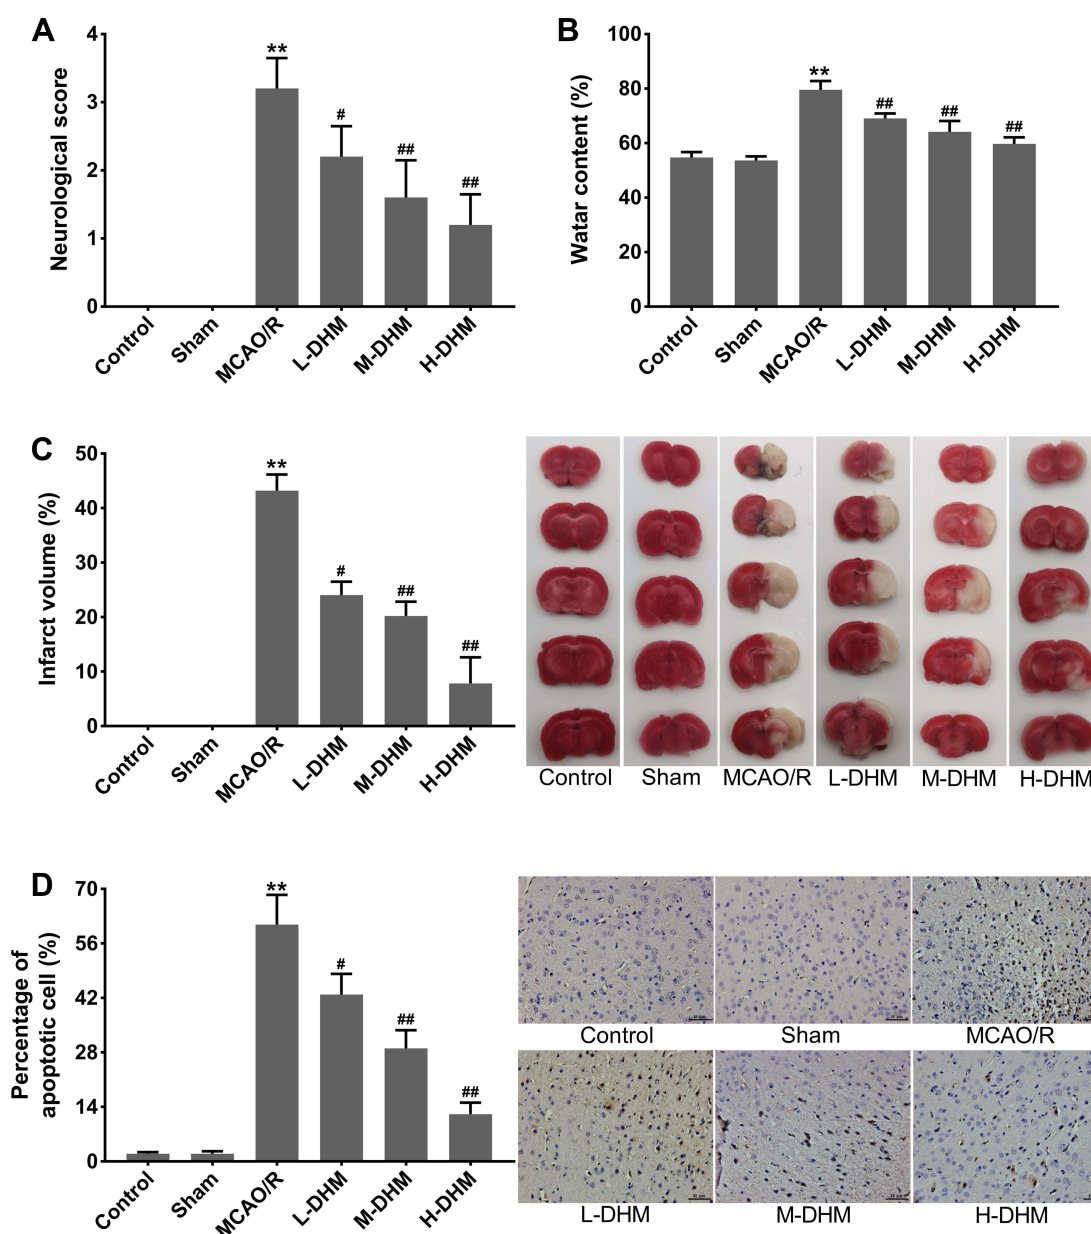 A
Neurological score
4
3
2
1
0
**
#
##
##
Control
Sham
MCAO/R
L-DHM
M-DHM
H-DHM
B
Watar content (%)
100
80
60
40
20
0
**
##
##
##
Control
Sham
MCAO/R
L-DHM
M-DHM
H-DHM
C
Infarct volume (%)
50
40
30
20
10
0
**
#
##
##
Control
Sham
MCAO/R
L-DHM
M-DHM
H-DHM
Control
Sham
MCAO/R
L-DHM
M-DHM
H-DHM
D
Percentage of
apoptotic cell (%)
70
56
42
28
14
0
**
#
##
##
Control
Sham
MCAO/R
L-DHM
M-DHM
H-DHM
Control
Sham
MCAO/R
L-DHM
M-DHM
H-DHM